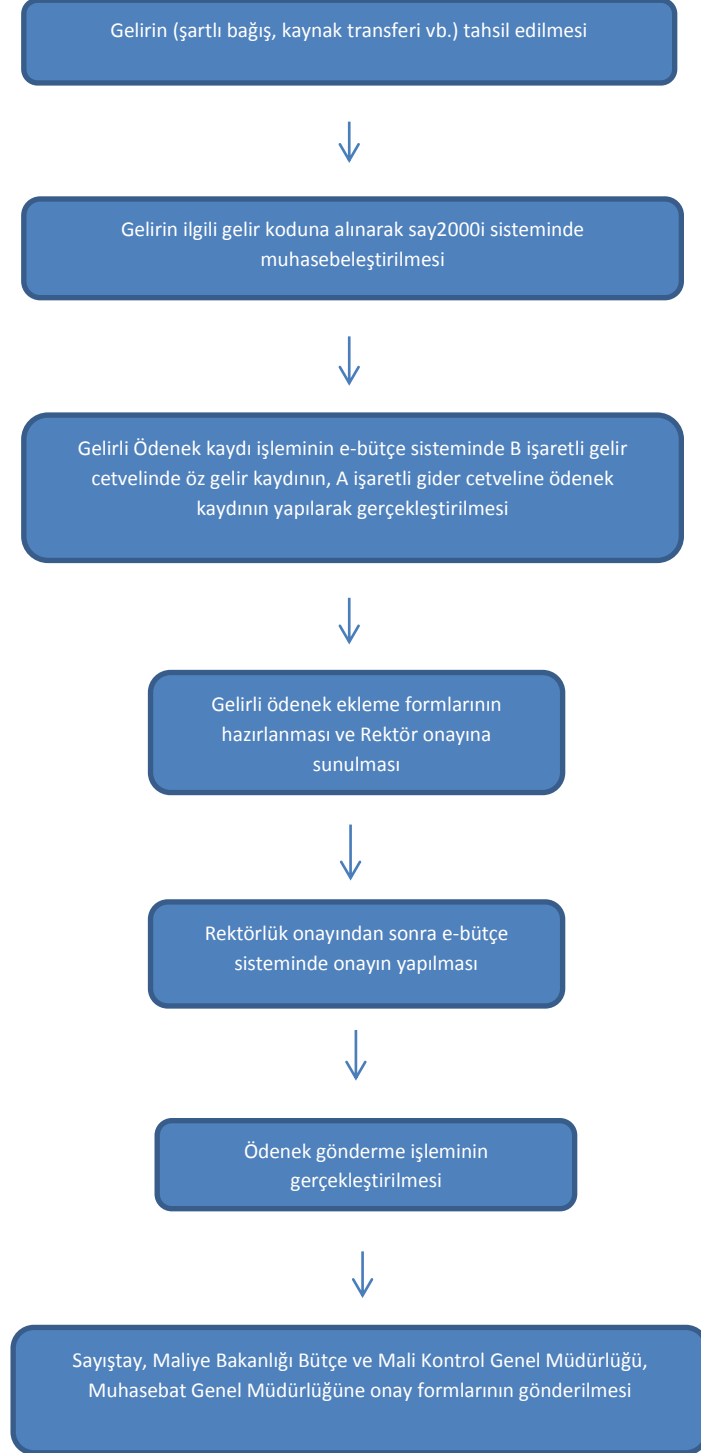 Gelirin (şartlı bağış, kaynak transferi vb.) tahsil edilmesi
Gelirin ilgili gelir koduna alınarak say2000i sisteminde
muhasebeleştirilmesi
Gelirli Ödenek kaydı işleminin e-bütçe sisteminde B işaretli gelir
cetvelinde öz gelir kaydının, A işaretli gider cetveline ödenek
kaydının yapılarak gerçekleştirilmesi
Gelirli ödenek ekleme formlarının
hazırlanması ve Rektör onayına
sunulması
Rektörlük onayından sonra e-bütçe
sisteminde onayın yapılması
Ödenek gönderme işleminin
gerçekleştirilmesi
Sayıştay, Maliye Bakanlığı Bütçe ve Mali Kontrol Genel Müdürlüğü,
Muhasebat Genel Müdürlüğüne onay formlarının gönderilmesi